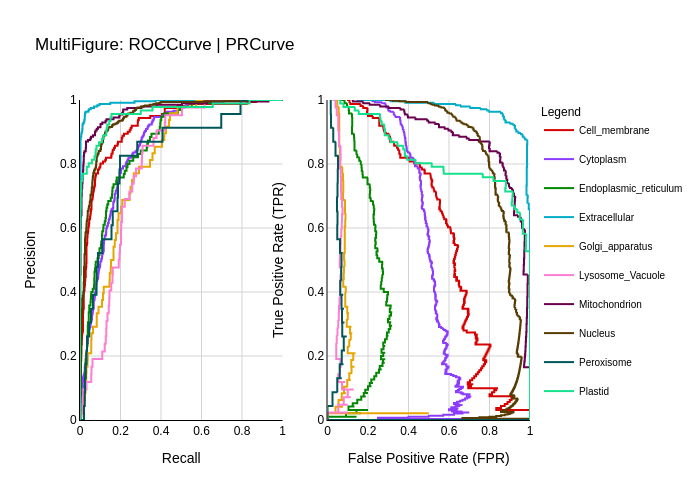 MultiFigure: ROCCurve | PRCurve
1
0.8
0.6
0.4
0.2
0
0
0.2
0.4
0.6
0.8
1
Precision
Recall
1
0.8
0.6
0.4
0.2
0
0
0.2
0.4
0.6
0.8
1
True Positive Rate (TPR)
False Positive Rate (FPR)
Legend
Cell_membrane
Cytoplasm
Endoplasmic_reticulum
Extracellular
Golgi_apparatus
Lysosome_Vacuole
Mitochondrion
Nucleus
Peroxisome
Plastid